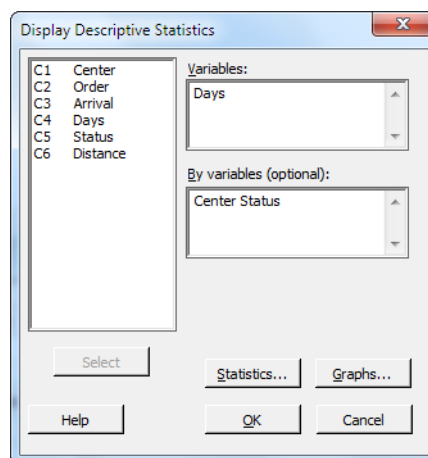 Display Descriptive Statistics
C1 Center
C2 Order
C3 Arrival
C4 Days
C5 Status
C6 Distance
Variables:
Days
By variables (optional):
Center Status
Select
Statistics...
Graphs...
Help
OK
Cancel